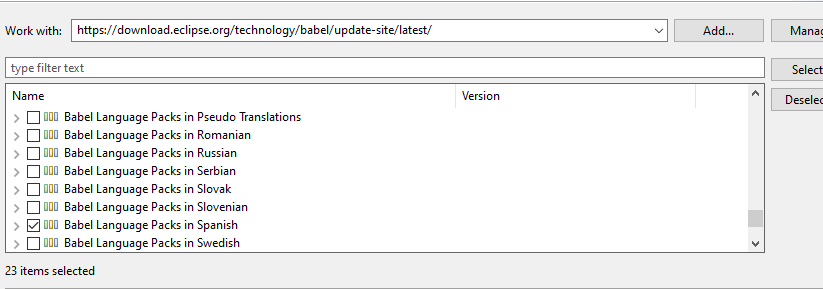 Work with: https://download.eclipse.org/technology/babel/update-site/latest/ Add... Manag
type filter text Select
Deselec
Name Version
Babel Language Packs in Pseudo Translations
Babel Language Packs in Romanian
Babel Language Packs in Russian
Babel Language Packs in Serbian
Babel Language Packs in Slovak
Babel Language Packs in Slovenian
Babel Language Packs in Spanish
Babel Language Packs in Swedish
23 items selected